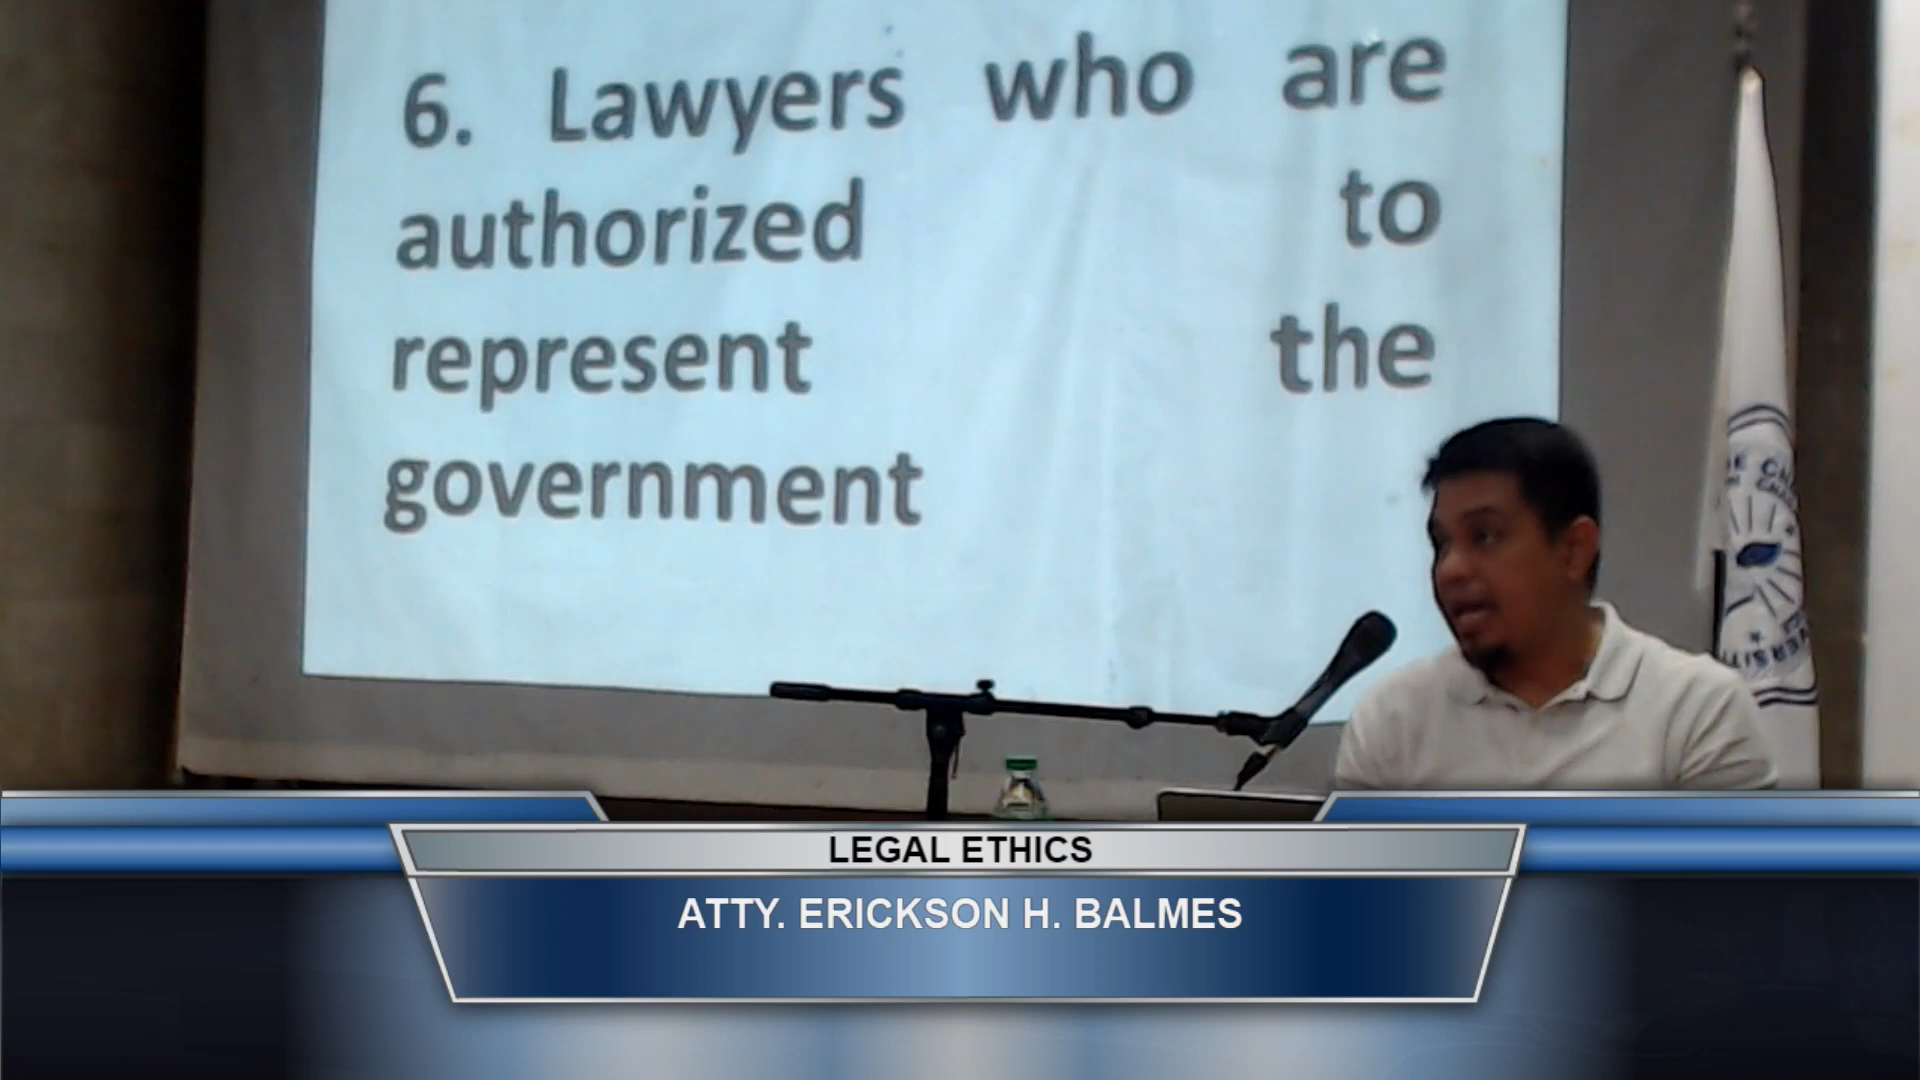 6. Lawyers who are
authorized to
represent the
government
LEGAL ETHICS
ATTY. ERICKSON H. BALMES